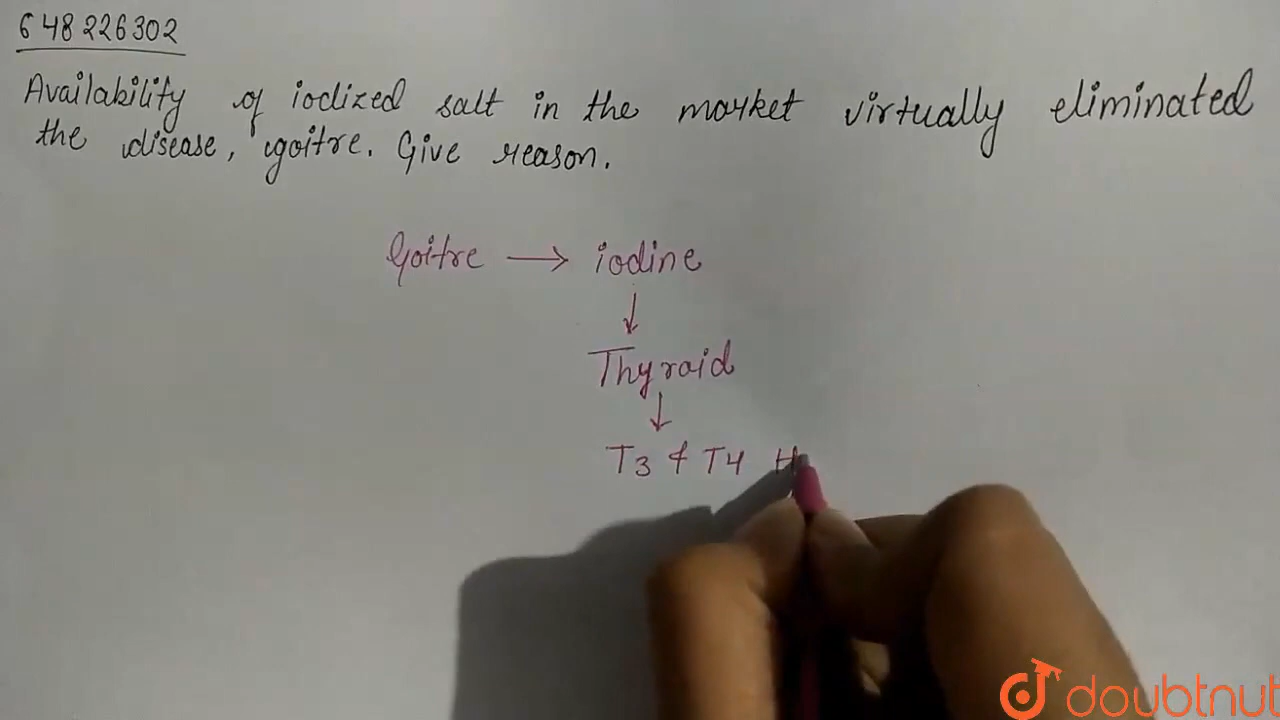 648226302
Availability of iodized salt in the market virtually eliminated
the disease, goitre. Give reason.
Goitre → iodine
↓
Thyroid
↓
T3 & T4 H
doubtnut